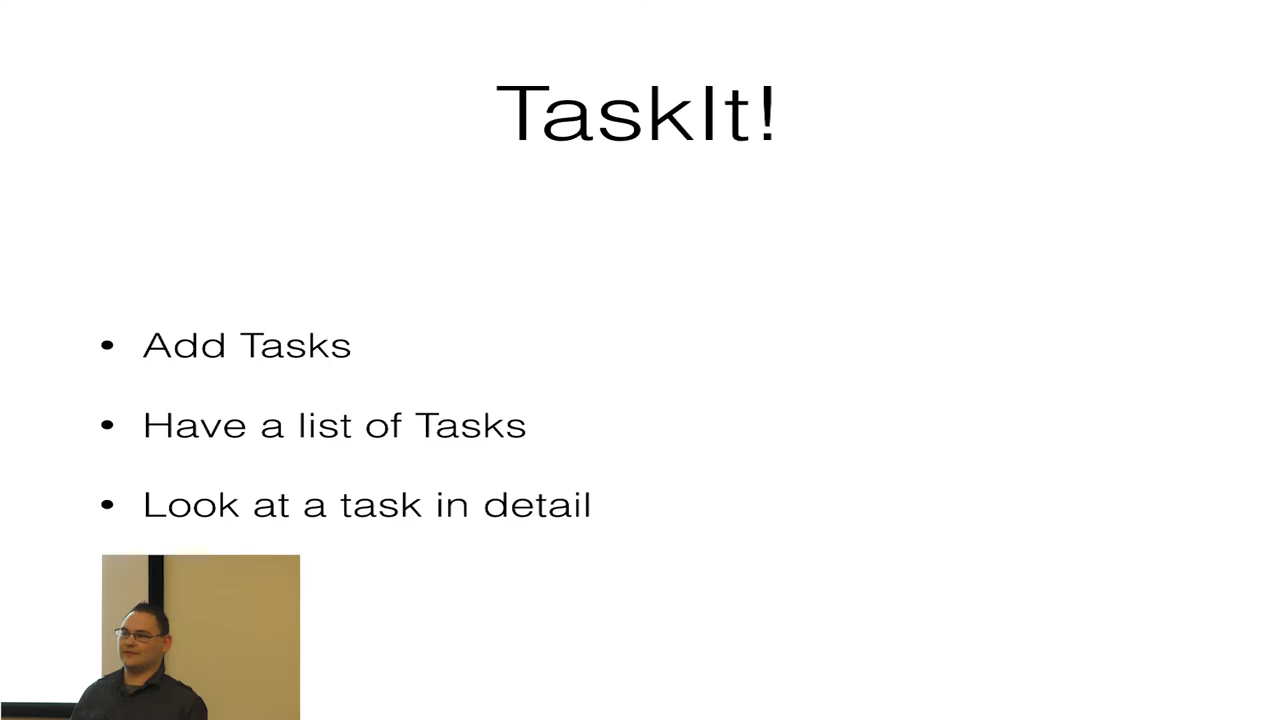 TaskIt!
• Add Tasks
• Have a list of Tasks
• Look at a task in detail